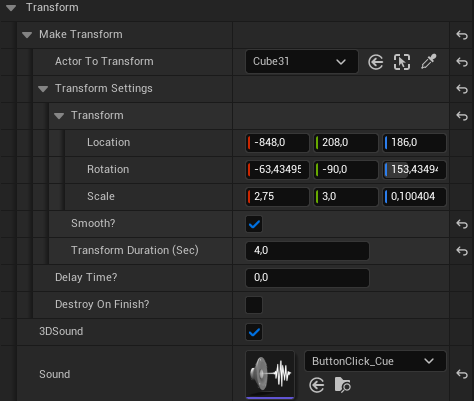 Transform
Make Transform
Actor To Transform Cube31
Transform Settings
Transform
Location -848,0 208,0 186,0
Rotation -63,43495 -90,0 153,43494
Scale 2,75 3,0 0,100404
Smooth?
Transform Duration (Sec) 4,0
Delay Time? 0,0
Destroy On Finish?
3DSound
Sound ButtonClick_Cue